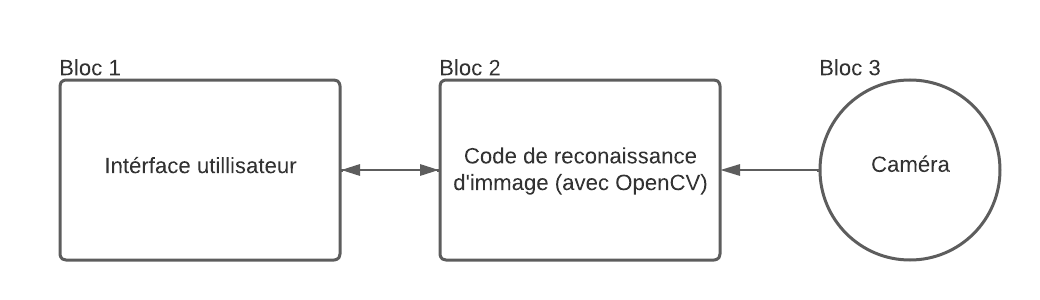 Bloc 1
Bloc 2
Bloc 3
Intérface utillisateur
Code de reconaissance
d'immage (avec OpenCV)
Caméra